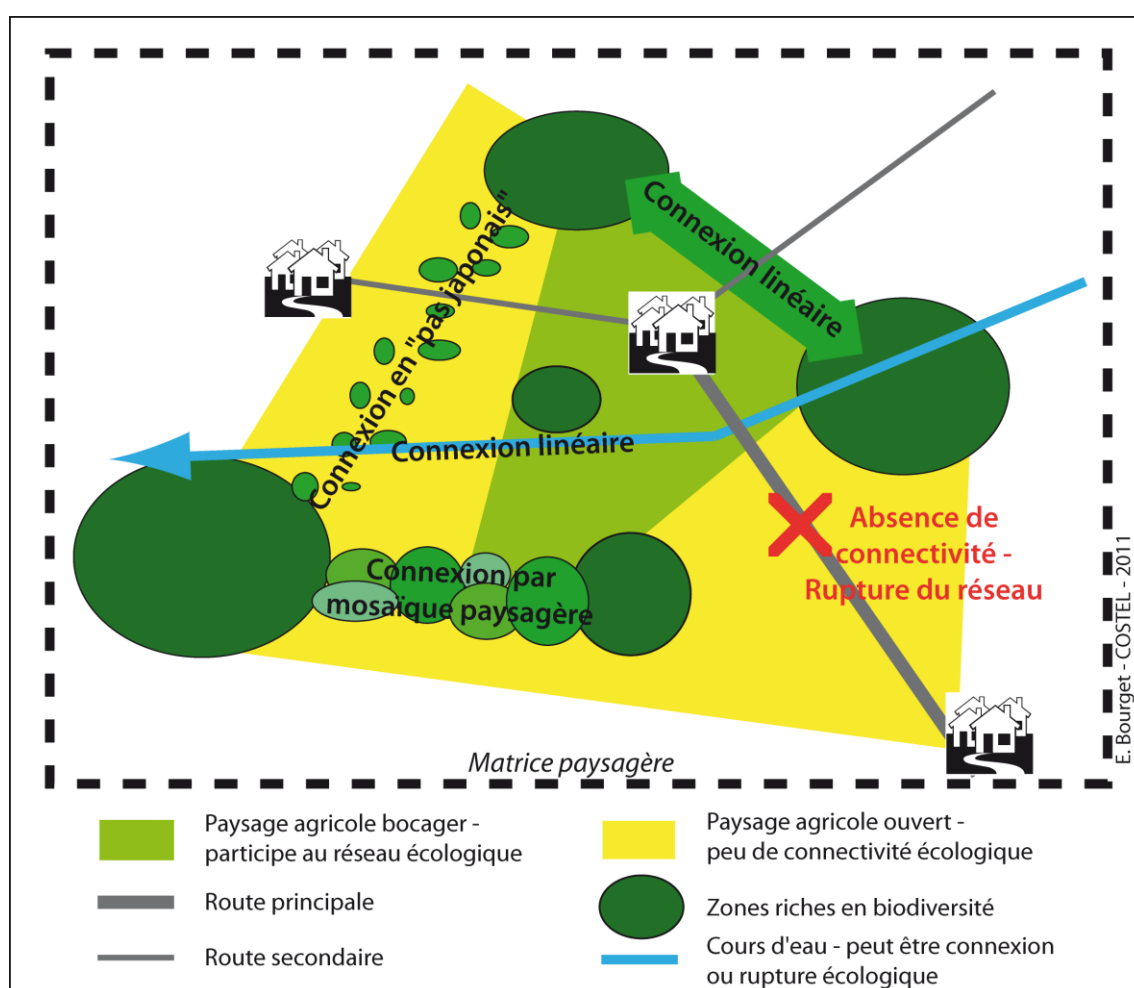 Connexion linéaire
Connexion en "pas japonais"
Connexion linéaire
Absence de
connectivité -
Rupture du réseau
Connexion par
mosaïque paysagère
Matrice paysagère
E. Bourget - COSTEL - 2011
Paysage agricole bocager -
participe au réseau écologique
Route principale
Route secondaire
Paysage agricole ouvert -
peu de connectivité écologique
Zones riches en biodiversité
Cours d'eau - peut être connexion
ou rupture écologique